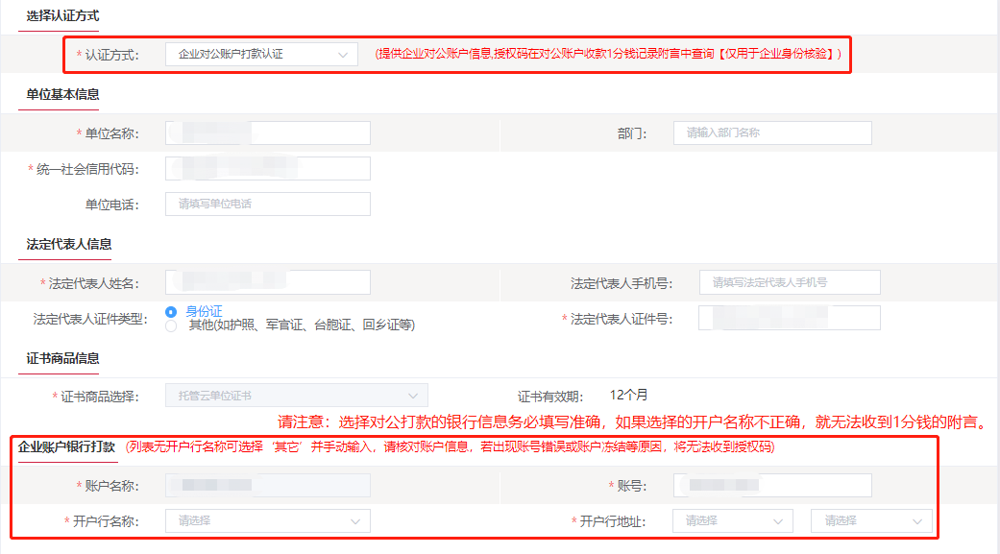 选择认证方式
* 认证方式： 企业对公账户打款认证 (提供企业对公账户信息,授权码在对公账户收款1分钱记录附言中查询【仅用于企业身份核验】)
单位基本信息
* 单位名称： 部门： 请输入部门名称
* 统一社会信用代码：
单位电话： 请填写单位电话
法定代表人信息
* 法定代表人姓名： 法定代表人手机号： 请填写法定代表人手机号
法定代表人证件类型： 身份证 * 法定代表人证件号：
其他(如护照、军官证、台胞证、回乡证等)
证书商品信息
* 证书商品选择： 托管云单位证书 证书有效期： 12个月
请注意：选择对公打款的银行信息务必填写准确，如果选择的开户名称不正确，就无法收到1分钱的附言。
企业账户银行打款 (列表无开户行名称可选择‘其它’并手动输入，请核对账户信息，若出现账号错误或账户冻结等原因，将无法收到授权码)
* 账户名称： * 账号：
* 开户行名称： 请选择 * 开户行地址： 请选择 请选择